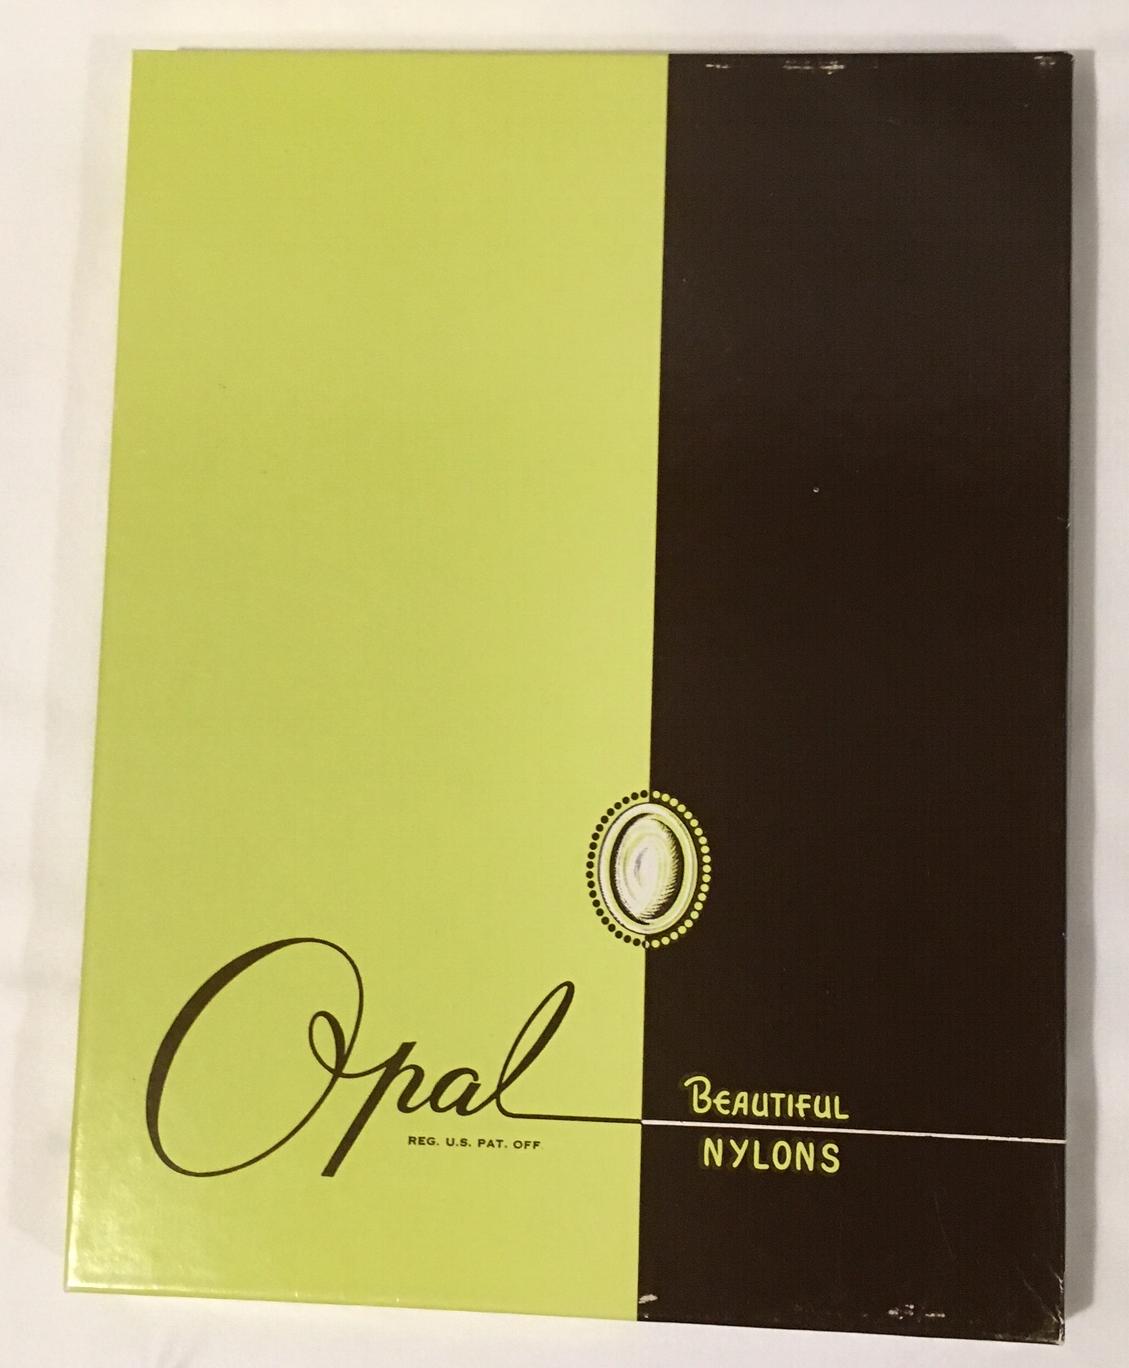 Opal
REG. U.S. PAT. OFF.
BEAUTIFUL
NYLONS